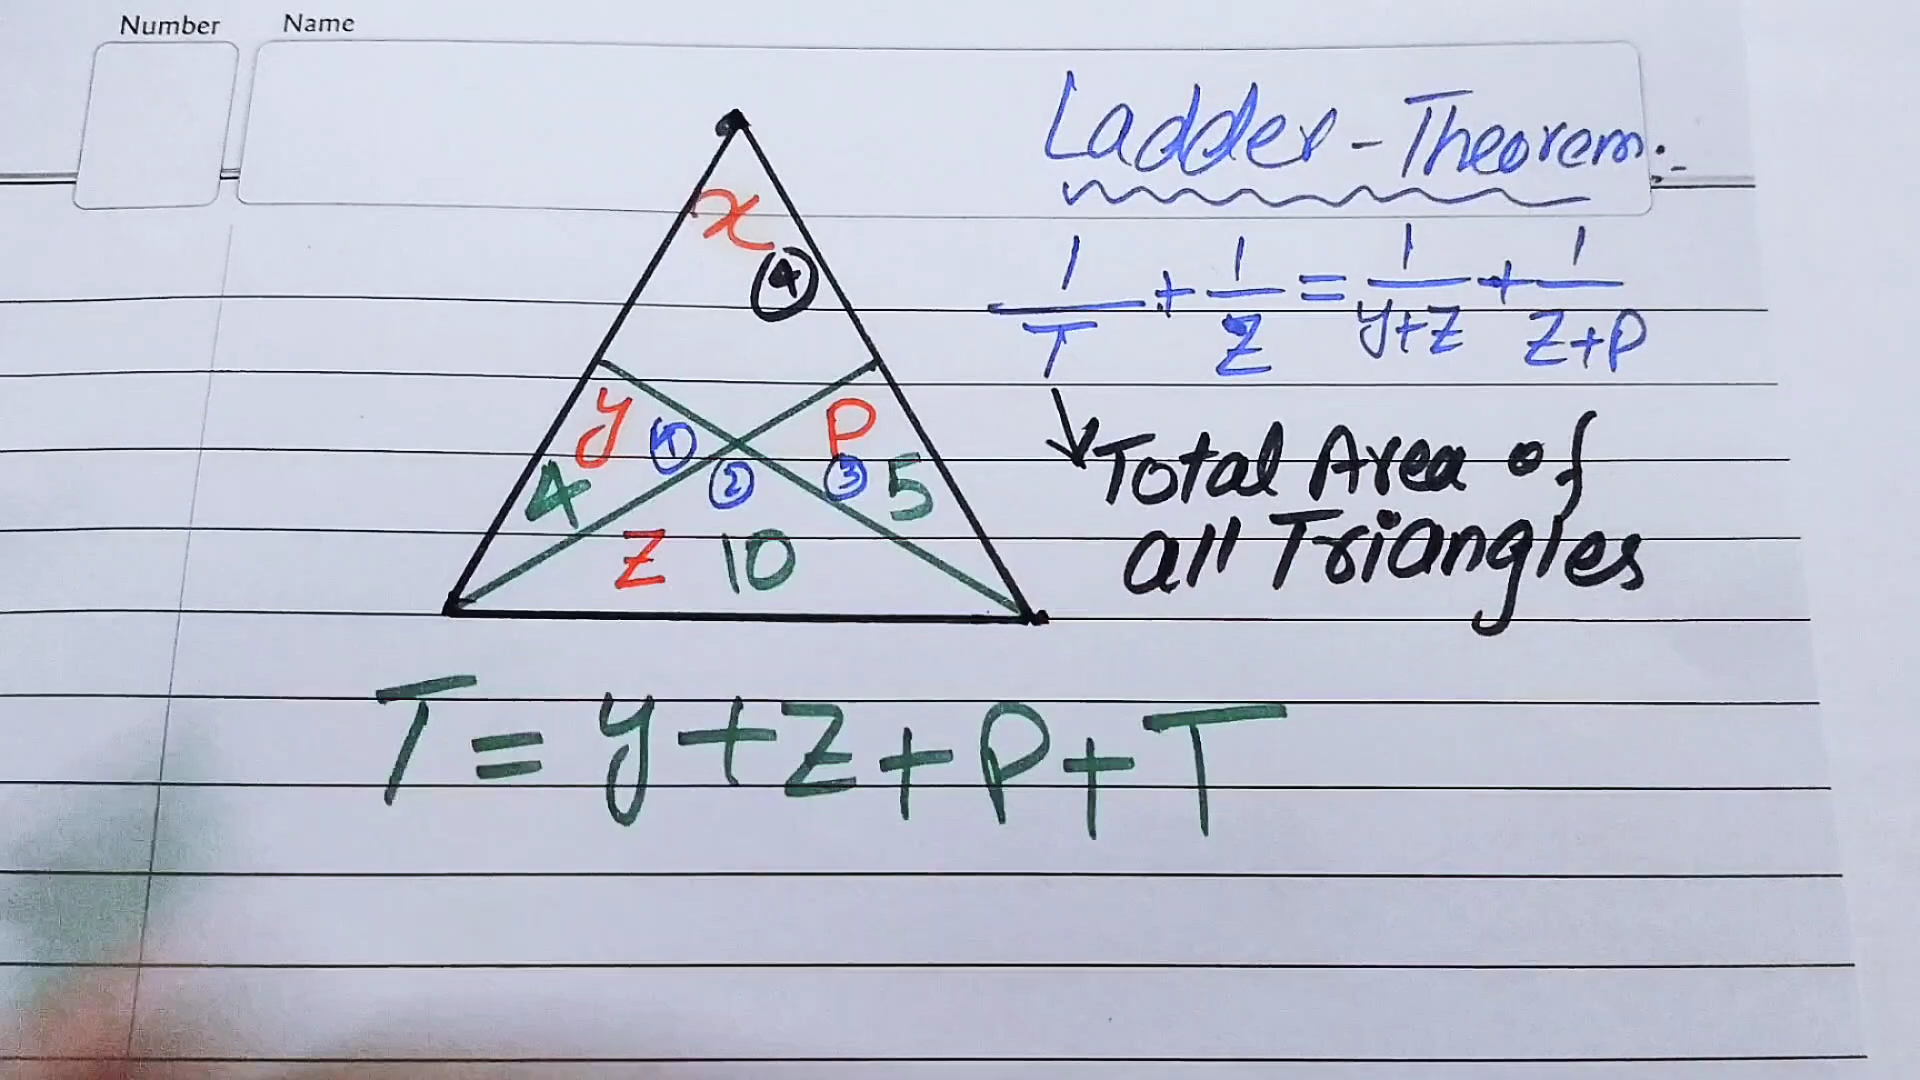 Number Name
Ladder-Theorem:-
x
4
1/T + 1/Z = 1/y+Z + 1/Z+P
y 1 P
4 2 3 5
Z 10
Total Area of
all Triangles
T = y+Z+P+T